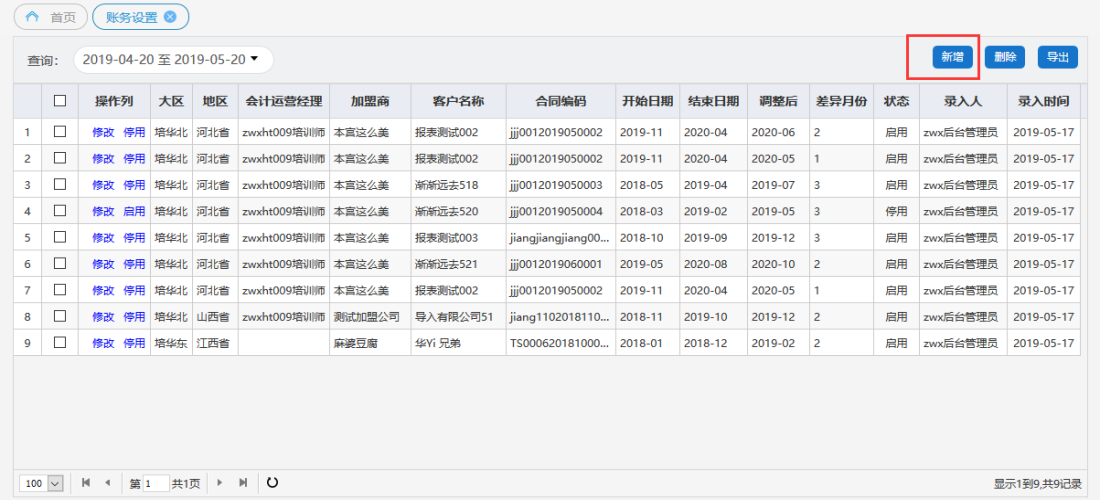 首页 账务设置
查询： 2019-04-20 至 2019-05-20 新增 删除 导出
操作列 大区 地区 会计运营经理 加盟商 客户名称 合同编码 开始日期 结束日期 调整后 差异月份 状态 录入人 录入时间
1 修改 停用 培华北 河北省 zwxht009培训师 本宫这么美 报表测试002 jjj0012019050002 2019-11 2020-04 2020-06 2 启用 zwx后台管理员 2019-05-17
2 修改 停用 培华北 河北省 zwxht009培训师 本宫这么美 报表测试002 jjj0012019050002 2019-11 2020-04 2020-05 1 启用 zwx后台管理员 2019-05-17
3 修改 停用 培华北 河北省 zwxht009培训师 本宫这么美 渐渐远去518 jjj0012019050003 2018-05 2019-04 2019-07 3 启用 zwx后台管理员 2019-05-17
4 修改 启用 培华北 河北省 zwxht009培训师 本宫这么美 渐渐远去520 jjj0012019050004 2018-03 2019-02 2019-05 3 停用 zwx后台管理员 2019-05-17
5 修改 停用 培华北 河北省 zwxht009培训师 本宫这么美 报表测试003 jiangjiangjiang00... 2018-10 2019-09 2019-12 3 启用 zwx后台管理员 2019-05-17
6 修改 停用 培华北 河北省 zwxht009培训师 本宫这么美 渐渐远去521 jjj0012019060001 2019-05 2020-08 2020-10 2 启用 zwx后台管理员 2019-05-17
7 修改 停用 培华北 河北省 zwxht009培训师 本宫这么美 报表测试002 jjj0012019050002 2019-11 2020-04 2020-05 1 启用 zwx后台管理员 2019-05-17
8 修改 停用 培华北 山西省 zwxht009培训师 测试加盟公司 导入有限公司51 jiang1102018110... 2018-11 2019-10 2019-12 2 启用 zwx后台管理员 2019-05-17
9 修改 停用 培华东 江西省 麻婆豆腐 华Yi 兄弟 TS000620181000... 2018-01 2018-12 2019-02 2 启用 zwx后台管理员 2019-05-17
100 第 1 共1页 显示1到9,共9记录